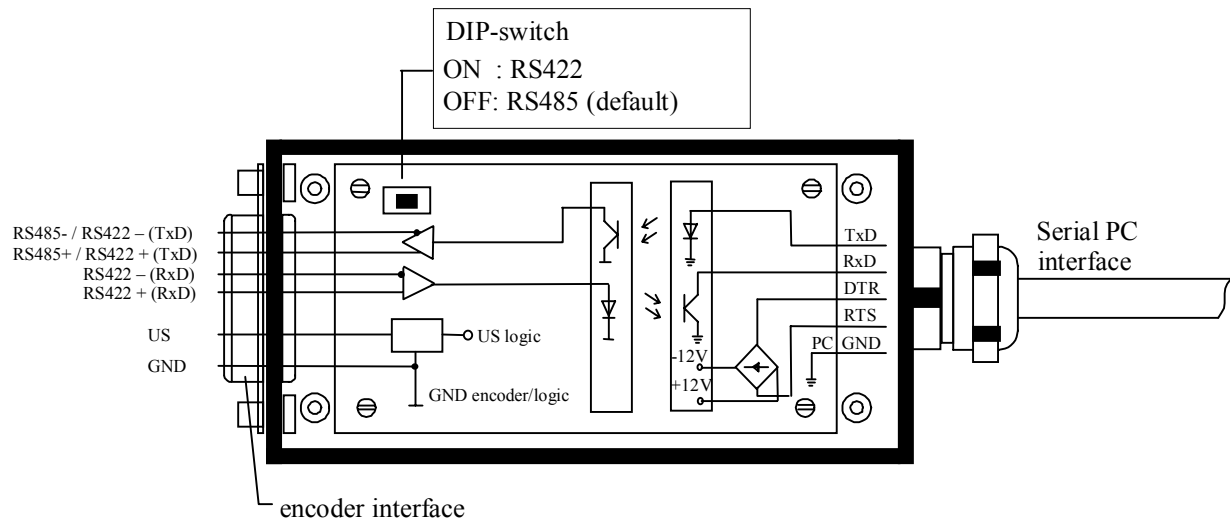 DIP-switch
ON : RS422
OFF: RS485 (default)
RS485- / RS422 – (TxD)
RS485+ / RS422 + (TxD)
RS422 – (RxD)
RS422 + (RxD)
US
GND
US logic
GND encoder/logic
TxD
RxD
DTR
RTS
PC GND
-12V
+12V
Serial PC
interface
encoder interface